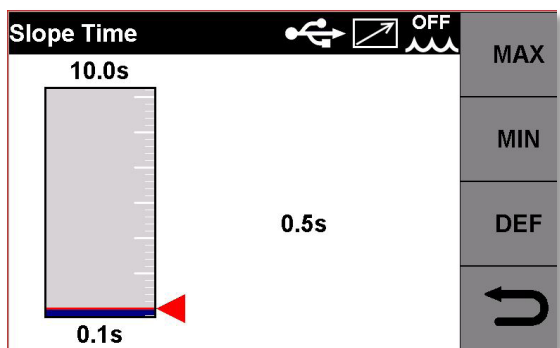 Slope Time
OFF
MAX
10.0s
MIN
0.5s
DEF
0.1s